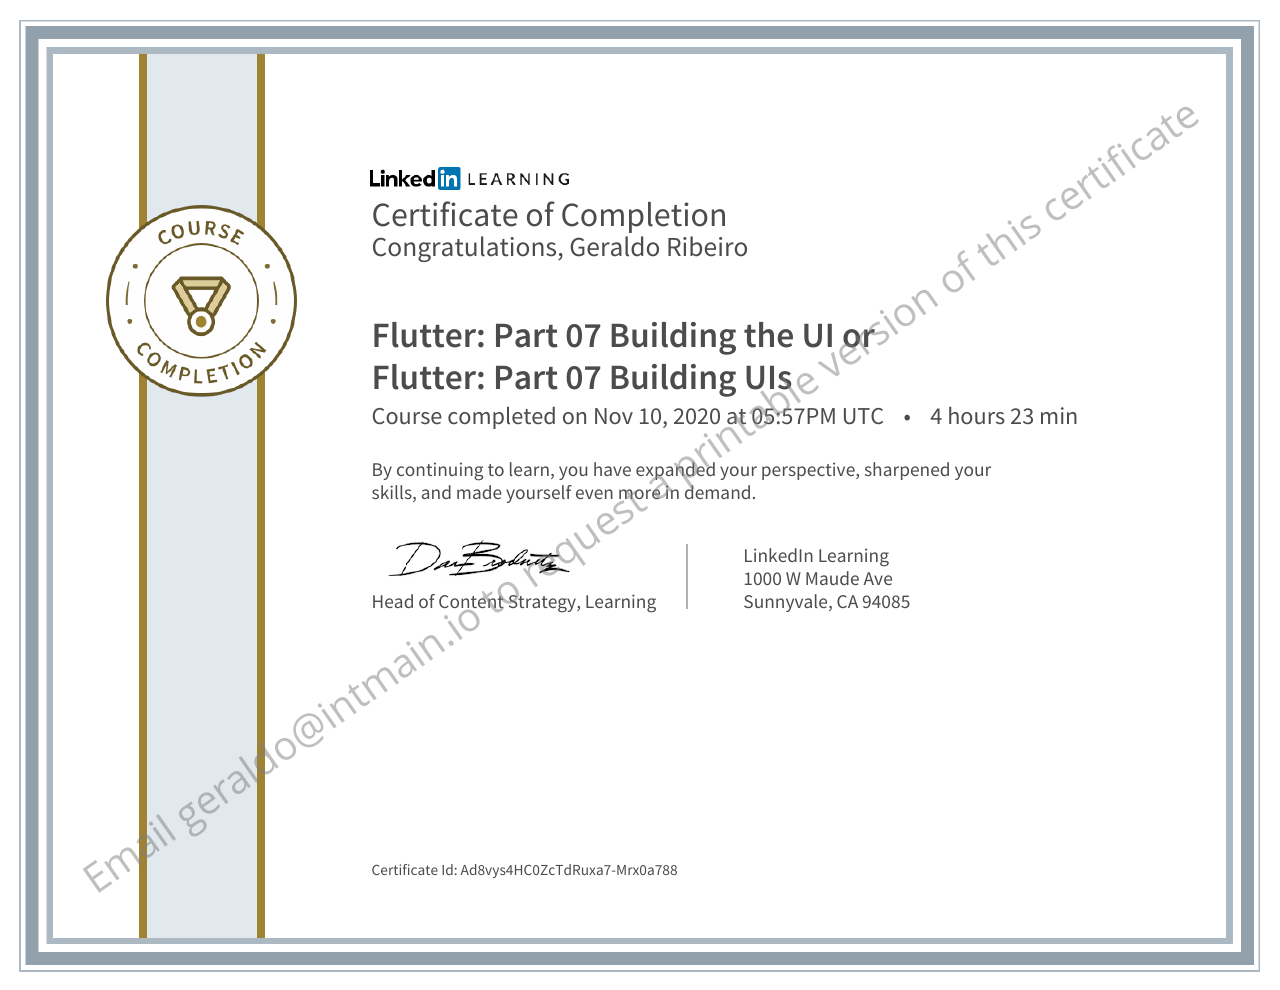 LinkedIn LEARNING
Certificate of Completion
Congratulations, Geraldo Ribeiro
COURSE
COMPLETION
Flutter: Part 07 Building the UI or
Flutter: Part 07 Building UIs
Course completed on Nov 10, 2020 at 05:57PM UTC • 4 hours 23 min
By continuing to learn, you have expanded your perspective, sharpened your
skills, and made yourself even more in demand.
Head of Content Strategy, Learning
LinkedIn Learning
1000 W Maude Ave
Sunnyvale, CA 94085
Certificate Id: Ad8vys4HC0ZcTdRuxa7-Mrx0a788
Email geraldo@intmain.io to request a printable version of this certificate